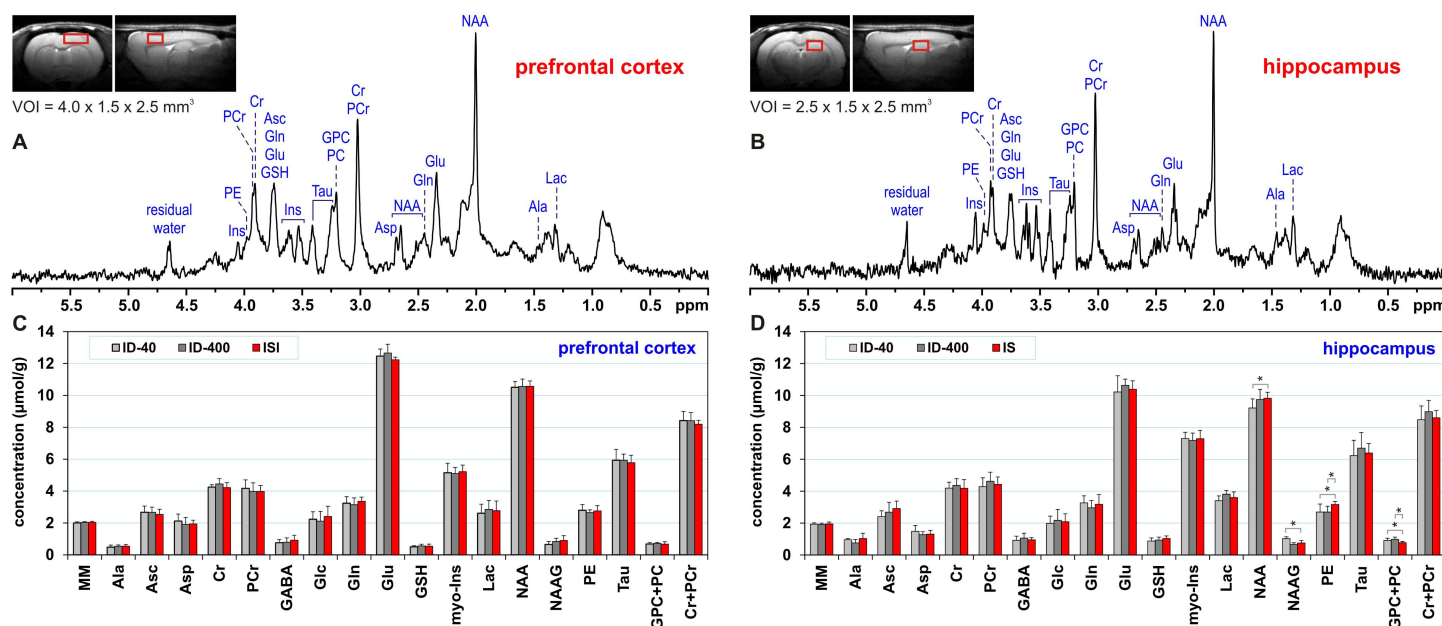 prefrontal cortex
VOI = 4.0 x 1.5 x 2.5 mm³
A
NAA
Cr
PCr
Cr
PCr
Asc
Gln
Glu
GSH
GPC
PC
Glu
Gln
PE
Ins
Ins
Tau
NAA
Asp
Lac
Ala
residual
water
5.5 5.0 4.5 4.0 3.5 3.0 2.5 2.0 1.5 1.0 0.5 ppm
hippocampus
VOI = 2.5 x 1.5 x 2.5 mm³
B
NAA
Cr
PCr
Cr
PCr
Asc
Gln
Glu
GSH
GPC
PC
Glu
Gln
PE
Ins
Ins
Tau
NAA
Asp
Lac
Ala
residual
water
5.5 5.0 4.5 4.0 3.5 3.0 2.5 2.0 1.5 1.0 0.5 ppm
C
ID-40 ID-400 ISI
prefrontal cortex
concentration (µmol/g)
14
12
10
8
6
4
2
0
MM Ala Asc Asp Cr PCr GABA Glc Gln Glu GSH myo-Ins Lac NAA NAAG PE Tau GPC+PC Cr+PCr
D
ID-40 ID-400 IS
hippocampus
concentration (µmol/g)
14
12
10
8
6
4
2
0
* * * * * *
MM Ala Asc Asp Cr PCr GABA Glc Gln Glu GSH myo-Ins Lac NAA NAAG PE Tau GPC+PC Cr+PCr